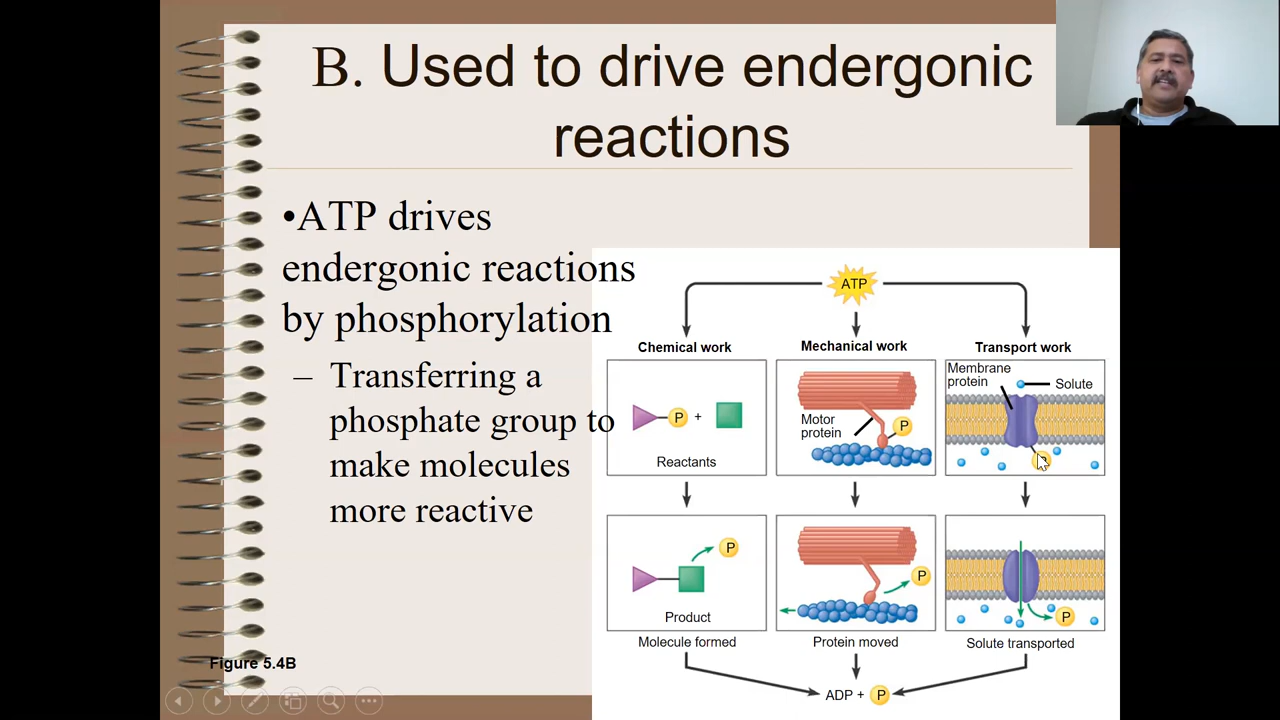 B. Used to drive endergonic
reactions
•ATP drives
endergonic reactions
by phosphorylation
– Transferring a
phosphate group to
make molecules
more reactive
Figure 5.4B
ATP
Chemical work
Mechanical work
Transport work
P
+
Reactants
Motor
protein
P
Membrane
protein
Solute
P
Product
Molecule formed
P
Protein moved
P
Solute transported
ADP + P